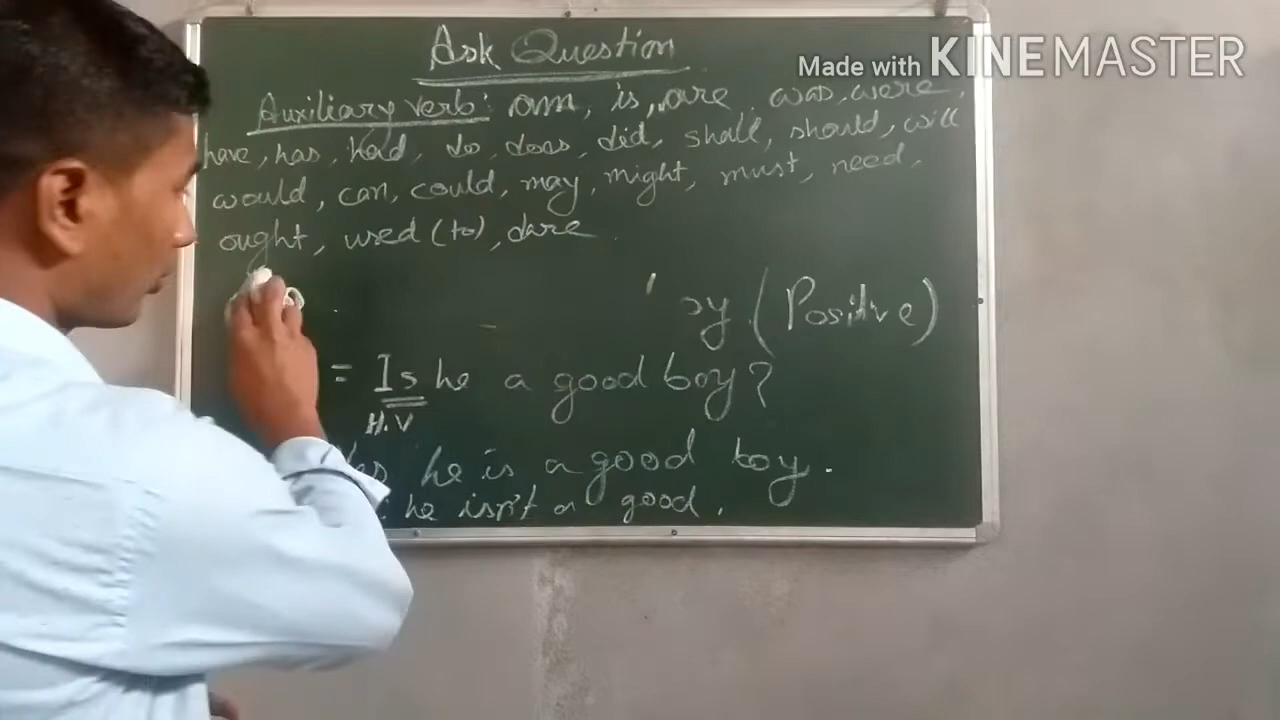 Ask Question
Made with KINEMASTER
Auxiliary verb: am, is, are, was, were,
have, has, had, do, does, did, shall, should, will
would, can, could, may, might, must, need,
ought, used (to), dare
(Positive)
= Is he a good boy?
H.V
he is a good boy.
he isn't a good.